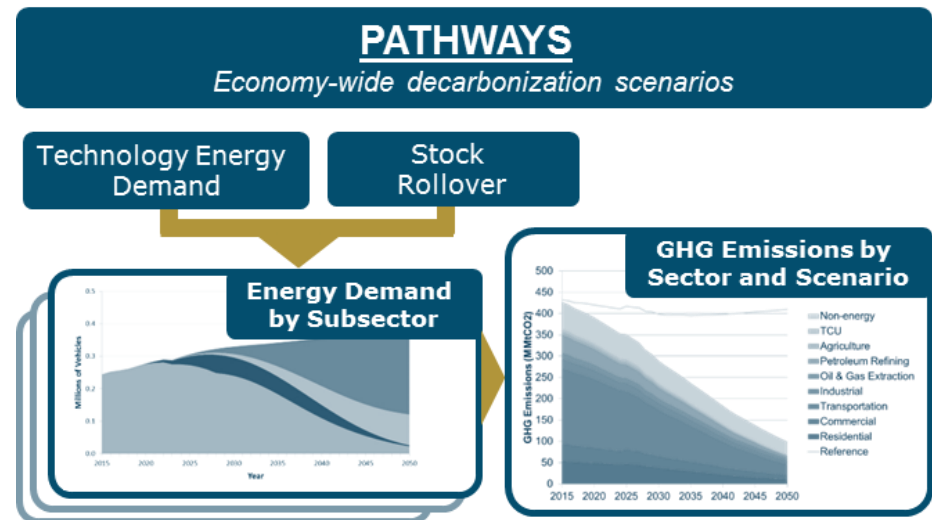 PATHWAYS
Economy-wide decarbonization scenarios
Technology Energy
Demand
Stock
Rollover
Energy Demand
by Subsector
Millions of Vehicles
0.5
0.4
0.3
0.2
0.1
0.0
2015 2020 2025 2030 2035 2040 2045 2050
Year
GHG Emissions by
Sector and Scenario
GHG Emissions (MMtCO2)
500
450
400
350
300
250
200
150
100
50
0
2015 2020 2025 2030 2035 2040 2045 2050
Non-energy
TCU
Agriculture
Petroleum Refining
Oil & Gas Extraction
Industrial
Transportation
Commercial
Residential
Reference